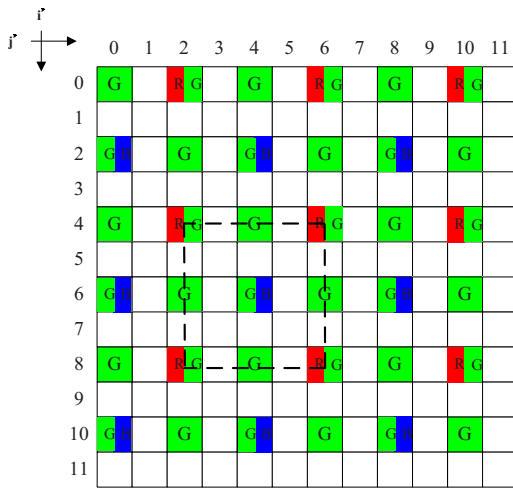 i'
j'
0 1 2 3 4 5 6 7 8 9 10 11
0 G R G G R G G R G
1
2 G B G G B G G B G
3
4 G R G G R G G R G
5
6 G B G G B G G B G
7
8 G R G G R G G R G
9
10 G B G G B G G B G
11